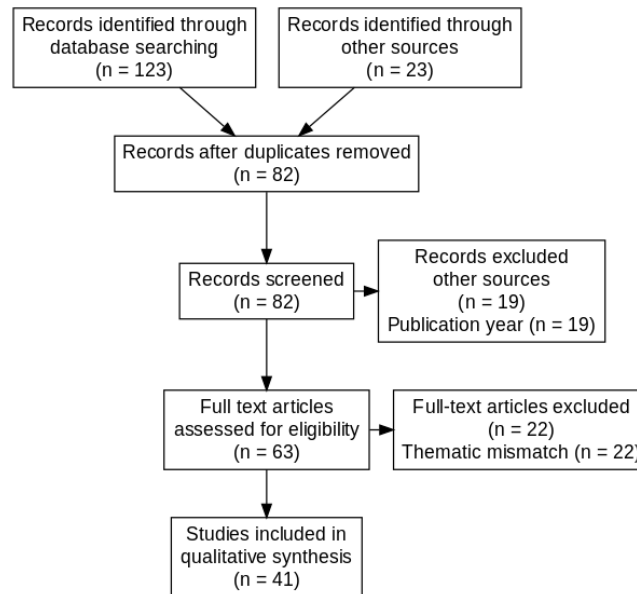 Records identified through
database searching
(n = 123)
Records identified through
other sources
(n = 23)
Records after duplicates removed
(n = 82)
Records screened
(n = 82)
Records excluded
other sources
(n = 19)
Publication year (n = 19)
Full text articles
assessed for eligibility
(n = 63)
Full-text articles excluded
(n = 22)
Thematic mismatch (n = 22)
Studies included in
qualitative synthesis
(n = 41)